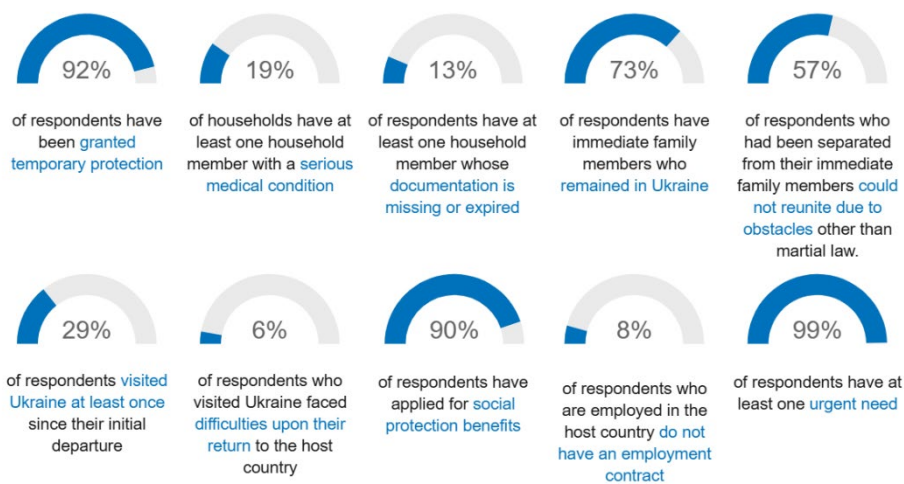 92%
19%
13%
73%
57%
of respondents have
been granted
temporary protection
of households have at
least one household
member with a serious
medical condition
of respondents have at
least one household
member whose
documentation is
missing or expired
of respondents have
immediate family
members who
remained in Ukraine
of respondents who
had been separated
from their immediate
family members could
not reunite due to
obstacles other than
martial law.
29%
6%
90%
8%
99%
of respondents visited
Ukraine at least once
since their initial
departure
of respondents who
visited Ukraine faced
difficulties upon their
return to the host
country
of respondents have
applied for social
protection benefits
of respondents who
are employed in the
host country do not
have an employment
contract
of respondents have at
least one urgent need